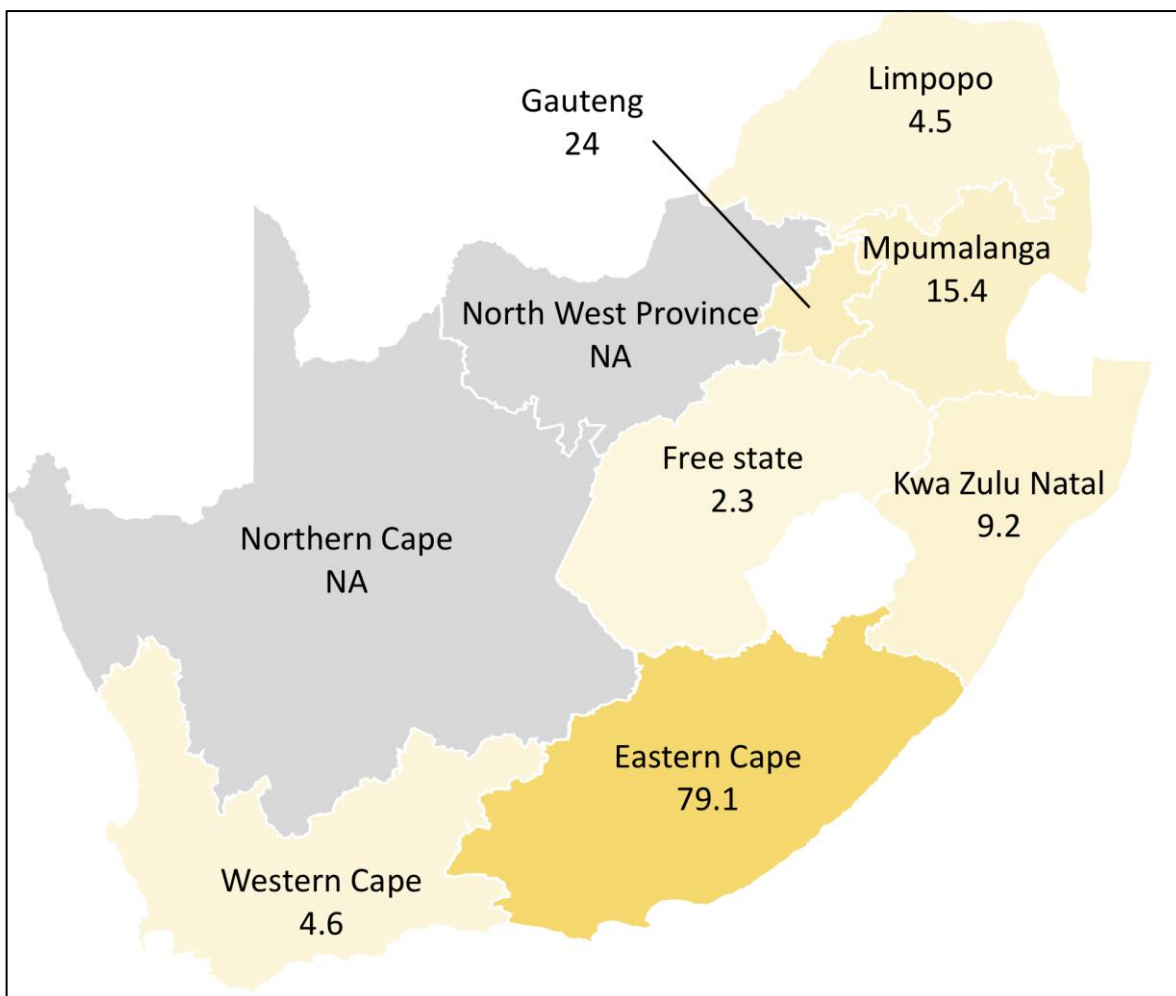 Limpopo
4.5
Gauteng
24
Mpumalanga
15.4
North West Province
NA
Free state
2.3
Kwa Zulu Natal
9.2
Northern Cape
NA
Eastern Cape
79.1
Western Cape
4.6